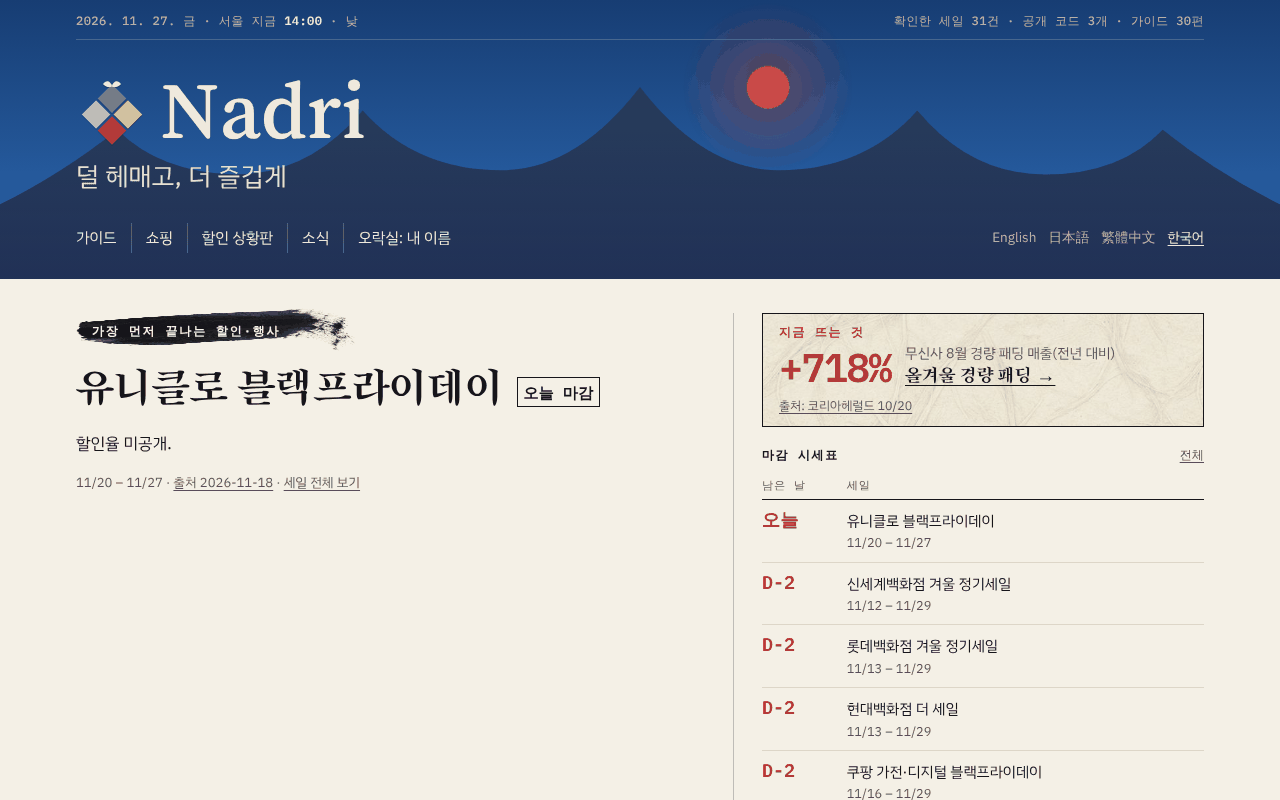 2026. 11. 27. 금 · 서울 지금 14:00 · 낮
확인한 세일 31건 · 공개 코드 3개 · 가이드 30편
Nadri
덜 헤매고, 더 즐겁게
가이드 쇼핑 할인 상황판 소식 오락실: 내 이름
English 日本語 繁體中文 한국어
가장 먼저 끝나는 할인·행사
유니클로 블랙프라이데이 오늘 마감
할인율 미공개.
11/20 – 11/27 · 출처 2026-11-18 · 세일 전체 보기
지금 뜨는 것
+718% 무신사 8월 경량 패딩 매출(전년 대비)
올겨울 경량 패딩 →
출처: 코리아헤럴드 10/20
마감 시세표 전체
남은 날 세일
오늘 유니클로 블랙프라이데이
11/20 – 11/27
D-2 신세계백화점 겨울 정기세일
11/12 – 11/29
D-2 롯데백화점 겨울 정기세일
11/13 – 11/29
D-2 현대백화점 더 세일
11/13 – 11/29
D-2 쿠팡 가전·디지털 블랙프라이데이
11/16 – 11/29